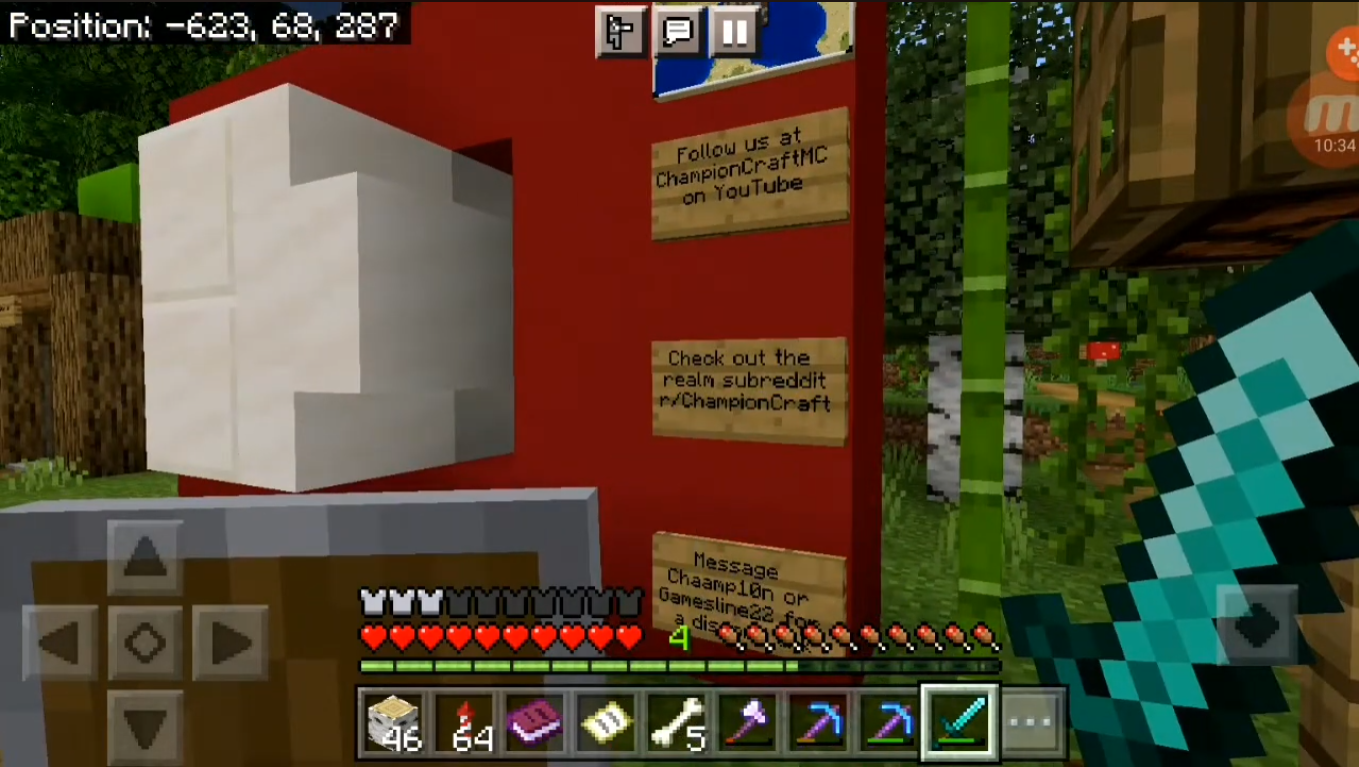 Position: -623, 68, 287
m
10:34
Follow us at
ChampionCraftMC
on YouTube
Check out the
realm subreddit
r/ChampionCraft
Message
Chaamp10n or
Gamesline22 for
a
4
46
64
5